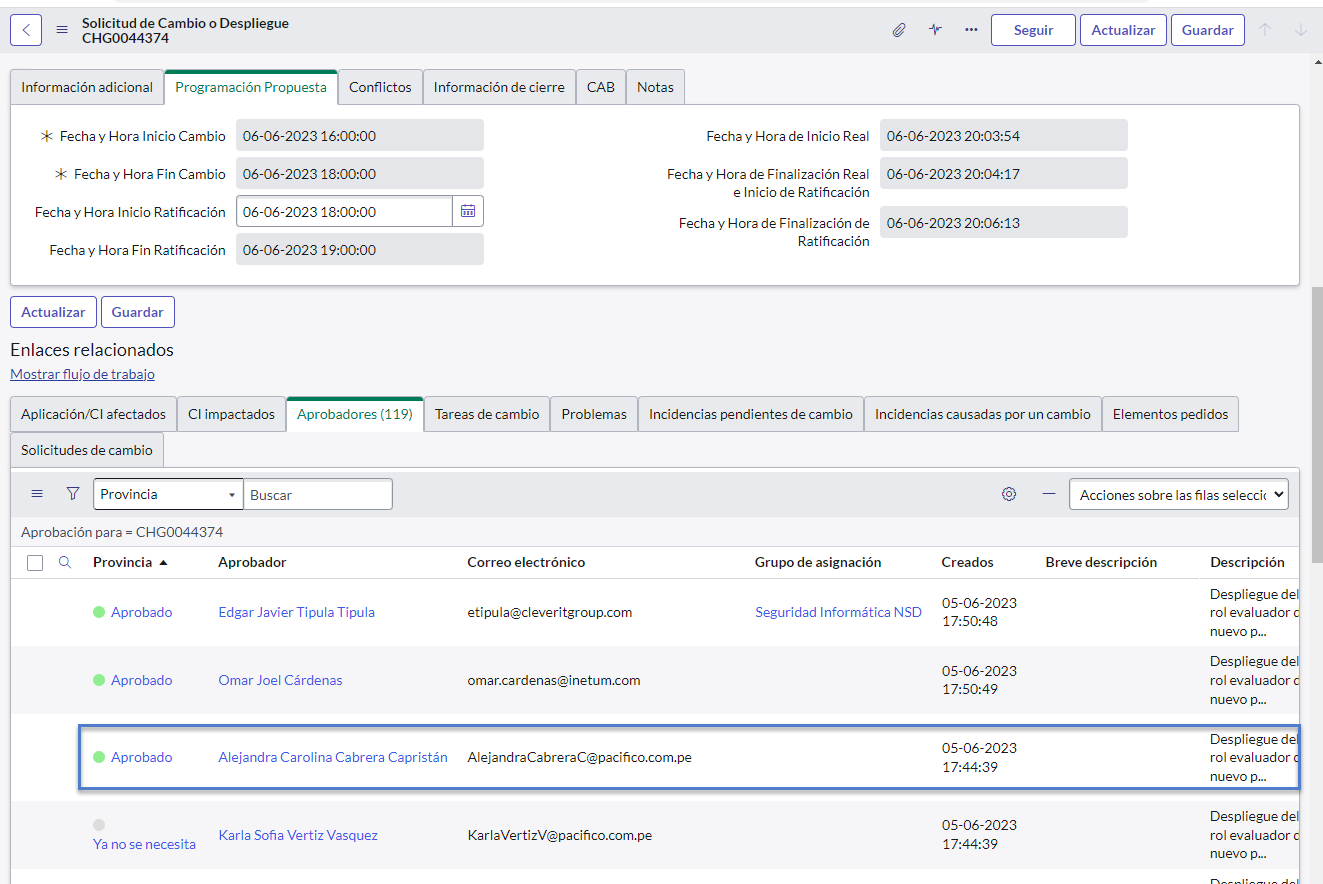 Solicitud de Cambio o Despliegue
CHG0044374
Seguir
Actualizar
Guardar
Información adicional
Programación Propuesta
Conflictos
Información de cierre
CAB
Notas
Fecha y Hora Inicio Cambio 06-06-2023 16:00:00
Fecha y Hora Fin Cambio 06-06-2023 18:00:00
Fecha y Hora Inicio Ratificación 06-06-2023 18:00:00
Fecha y Hora Fin Ratificación 06-06-2023 19:00:00
Fecha y Hora de Inicio Real 06-06-2023 20:03:54
Fecha y Hora de Finalización Real
e Inicio de Ratificación
06-06-2023 20:04:17
Fecha y Hora de Finalización de
Ratificación
06-06-2023 20:06:13
Actualizar
Guardar
Enlaces relacionados
Mostrar flujo de trabajo
Aplicación/CI afectados
CI impactados
Aprobadores (119)
Tareas de cambio
Problemas
Incidencias pendientes de cambio
Incidencias causadas por un cambio
Elementos pedidos
Solicitudes de cambio
Provincia
Buscar
Acciones sobre las filas selecci
Aprobación para = CHG0044374
Provincia Aprobador Correo electrónico Grupo de asignación Creados Breve descripción Descripción
Aprobado
Edgar Javier Tipula Tipula
etipula@cleveritgroup.com
Seguridad Informática NSD
05-06-2023
17:50:48
Despliegue del
rol evaluador
nuevo p...
Aprobado
Omar Joel Cárdenas
omar.cardenas@inetum.com
05-06-2023
17:50:49
Despliegue del
rol evaluador
nuevo p...
Aprobado
Alejandra Carolina Cabrera Capristán
AlejandraCabreraC@pacifico.com.pe
05-06-2023
17:44:39
Despliegue del
rol evaluador
nuevo p...
Ya no se necesita
Karla Sofia Vertiz Vasquez
KarlaVertizV@pacifico.com.pe
05-06-2023
17:44:39
Despliegue del
rol evaluador
nuevo p...